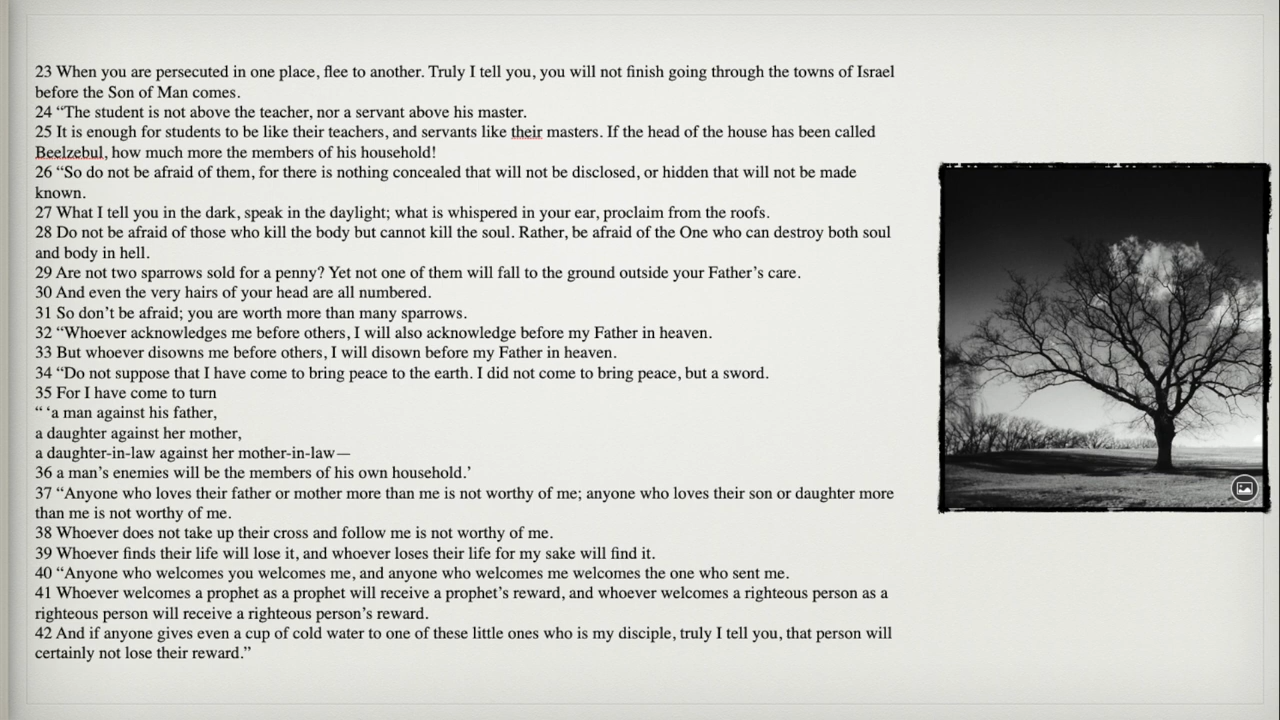 23 When you are persecuted in one place, flee to another. Truly I tell you, you will not finish going through the towns of Israel
before the Son of Man comes.
24 “The student is not above the teacher, nor a servant above his master.
25 It is enough for students to be like their teachers, and servants like their masters. If the head of the house has been called
Beelzebul, how much more the members of his household!
26 “So do not be afraid of them, for there is nothing concealed that will not be disclosed, or hidden that will not be made
known.
27 What I tell you in the dark, speak in the daylight; what is whispered in your ear, proclaim from the roofs.
28 Do not be afraid of those who kill the body but cannot kill the soul. Rather, be afraid of the One who can destroy both soul
and body in hell.
29 Are not two sparrows sold for a penny? Yet not one of them will fall to the ground outside your Father’s care.
30 And even the very hairs of your head are all numbered.
31 So don’t be afraid; you are worth more than many sparrows.
32 “Whoever acknowledges me before others, I will also acknowledge before my Father in heaven.
33 But whoever disowns me before others, I will disown before my Father in heaven.
34 “Do not suppose that I have come to bring peace to the earth. I did not come to bring peace, but a sword.
35 For I have come to turn
“ ‘a man against his father,
a daughter against her mother,
a daughter-in-law against her mother-in-law—
36 a man’s enemies will be the members of his own household.’
37 “Anyone who loves their father or mother more than me is not worthy of me; anyone who loves their son or daughter more
than me is not worthy of me.
38 Whoever does not take up their cross and follow me is not worthy of me.
39 Whoever finds their life will lose it, and whoever loses their life for my sake will find it.
40 “Anyone who welcomes you welcomes me, and anyone who welcomes me welcomes the one who sent me.
41 Whoever welcomes a prophet as a prophet will receive a prophet’s reward, and whoever welcomes a righteous person as a
righteous person will receive a righteous person’s reward.
42 And if anyone gives even a cup of cold water to one of these little ones who is my disciple, truly I tell you, that person will
certainly not lose their reward.”